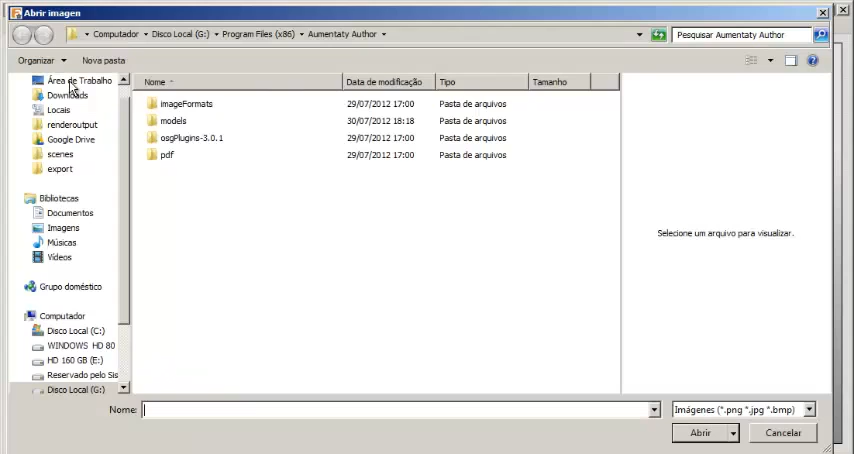 Abrir imagen
Computador ▸ Disco Local (G:) ▸ Program Files (x86) ▸ Aumentaty Author ▸
Pesquisar Aumentaty Author
Organizar
Nova pasta
Área de Trabalho
Downloads
Locais
renderoutput
Google Drive
scenes
export
Bibliotecas
Documentos
Imagens
Músicas
Vídeos
Grupo doméstico
Computador
Disco Local (C:)
WINDOWS HD 80
HD 160 GB (E:)
Reservado pelo Sis
Disco Local (G:)
Nome Data de modificação Tipo Tamanho
imageFormats 29/07/2012 17:00 Pasta de arquivos
models 30/07/2012 18:18 Pasta de arquivos
osgPlugins-3.0.1 29/07/2012 17:00 Pasta de arquivos
pdf 29/07/2012 17:00 Pasta de arquivos
Selecione um arquivo para visualizar.
Nome:
Imágenes (*.png *.jpg *.bmp)
Abrir
Cancelar